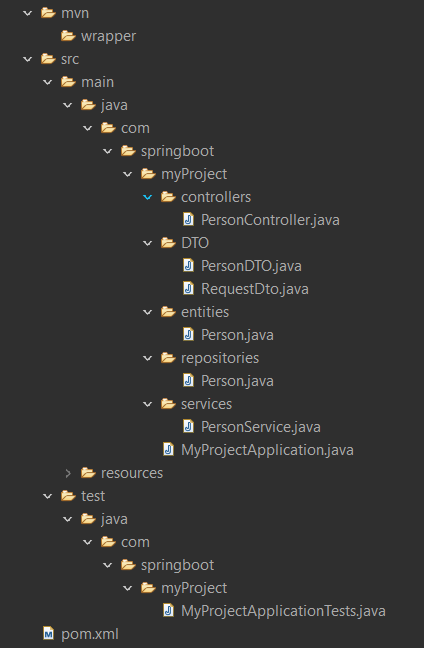 mvn
wrapper
src
main
java
com
springboot
myProject
controllers
PersonController.java
DTO
PersonDTO.java
RequestDto.java
entities
Person.java
repositories
Person.java
services
PersonService.java
MyProjectApplication.java
resources
test
java
com
springboot
myProject
MyProjectApplicationTests.java
pom.xml